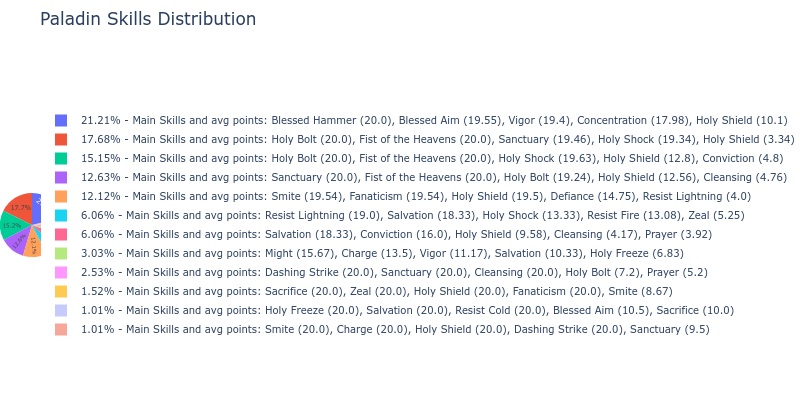 Paladin Skills Distribution
21.21% - Main Skills and avg points: Blessed Hammer (20.0), Blessed Aim (19.55), Vigor (19.4), Concentration (17.98), Holy Shield (10.1)
17.68% - Main Skills and avg points: Holy Bolt (20.0), Fist of the Heavens (20.0), Sanctuary (19.46), Holy Shock (19.34), Holy Shield (3.34)
15.15% - Main Skills and avg points: Holy Bolt (20.0), Fist of the Heavens (20.0), Holy Shock (19.63), Holy Shield (12.8), Conviction (4.8)
12.63% - Main Skills and avg points: Sanctuary (20.0), Fist of the Heavens (20.0), Holy Bolt (19.24), Holy Shield (12.56), Cleansing (4.76)
12.12% - Main Skills and avg points: Smite (19.54), Fanaticism (19.54), Holy Shield (19.5), Defiance (14.75), Resist Lightning (4.0)
6.06% - Main Skills and avg points: Resist Lightning (19.0), Salvation (18.33), Holy Shock (13.33), Resist Fire (13.08), Zeal (5.25)
6.06% - Main Skills and avg points: Salvation (18.33), Conviction (16.0), Holy Shield (9.58), Cleansing (4.17), Prayer (3.92)
3.03% - Main Skills and avg points: Might (15.67), Charge (13.5), Vigor (11.17), Salvation (10.33), Holy Freeze (6.83)
2.53% - Main Skills and avg points: Dashing Strike (20.0), Sanctuary (20.0), Cleansing (20.0), Holy Bolt (7.2), Prayer (5.2)
1.52% - Main Skills and avg points: Sacrifice (20.0), Zeal (20.0), Holy Shield (20.0), Fanaticism (20.0), Smite (8.67)
1.01% - Main Skills and avg points: Holy Freeze (20.0), Salvation (20.0), Resist Cold (20.0), Blessed Aim (10.5), Sacrifice (10.0)
1.01% - Main Skills and avg points: Smite (20.0), Charge (20.0), Holy Shield (20.0), Dashing Strike (20.0), Sanctuary (9.5)
17.7%
15.2%
12.6%
12.1%